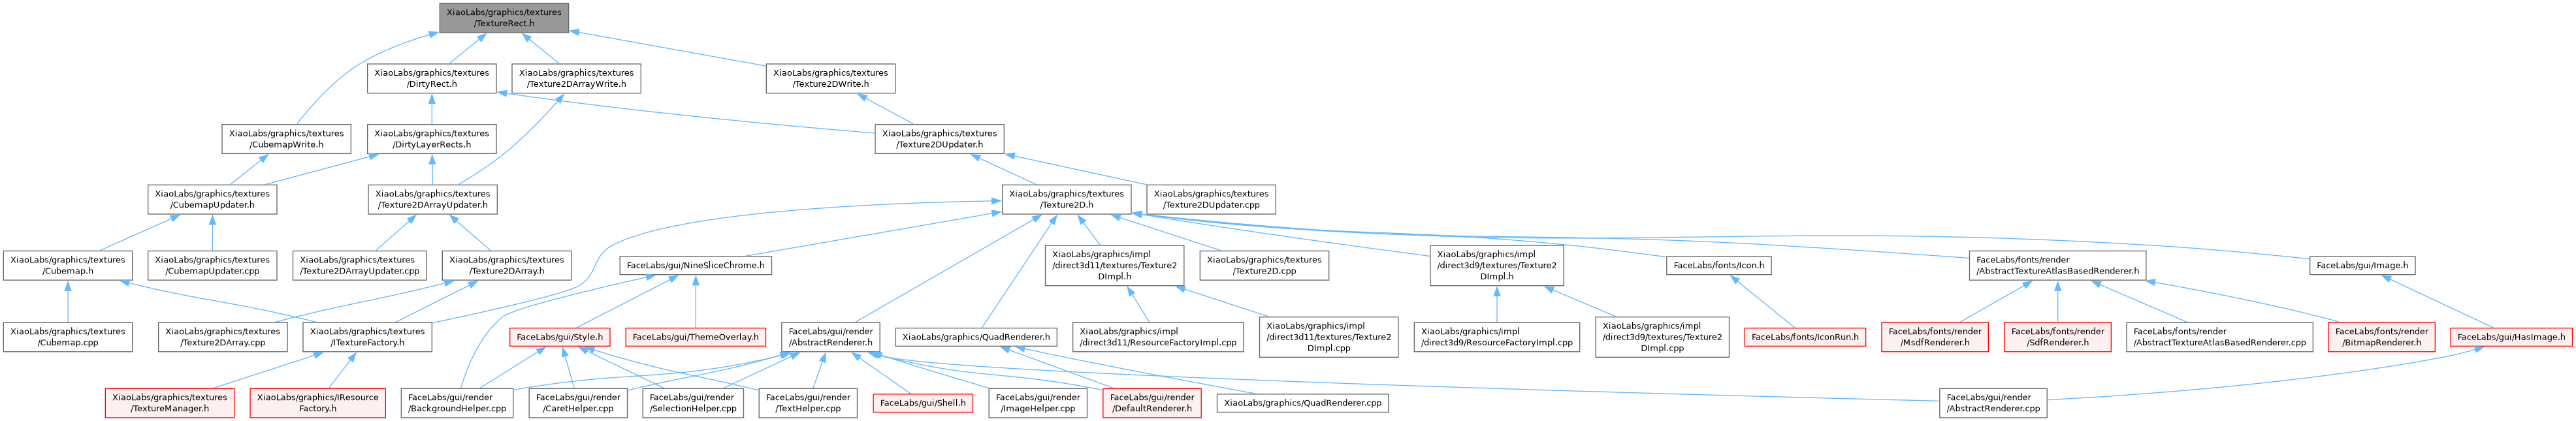 XiaoLabs/graphics/textures
/TextureRect.h
XiaoLabs/graphics/textures
/DirtyRect.h
XiaoLabs/graphics/textures
/Texture2DArrayWrite.h
XiaoLabs/graphics/textures
/Texture2DWrite.h
XiaoLabs/graphics/textures
/CubemapWrite.h
XiaoLabs/graphics/textures
/DirtyLayerRects.h
XiaoLabs/graphics/textures
/Texture2DUpdater.h
XiaoLabs/graphics/textures
/CubemapUpdater.h
XiaoLabs/graphics/textures
/Texture2DArrayUpdater.h
XiaoLabs/graphics/textures
/Texture2D.h
XiaoLabs/graphics/textures
/Texture2DUpdater.cpp
XiaoLabs/graphics/textures
/Cubemap.h
XiaoLabs/graphics/textures
/CubemapUpdater.cpp
XiaoLabs/graphics/textures
/Texture2DArrayUpdater.cpp
XiaoLabs/graphics/textures
/Texture2DArray.h
FaceLabs/gui/NineSliceChrome.h
XiaoLabs/graphics/impl
/direct3d11/textures/Texture2
DImpl.h
XiaoLabs/graphics/textures
/Texture2D.cpp
XiaoLabs/graphics/impl
/direct3d9/textures/Texture2
DImpl.h
FaceLabs/fonts/Icon.h
FaceLabs/fonts/render
/AbstractTextureAtlasBasedRenderer.h
FaceLabs/gui/Image.h
XiaoLabs/graphics/textures
/Cubemap.cpp
XiaoLabs/graphics/textures
/Texture2DArray.cpp
XiaoLabs/graphics/textures
/ITextureFactory.h
FaceLabs/gui/Style.h
FaceLabs/gui/ThemeOverlay.h
FaceLabs/gui/render
/AbstractRenderer.h
XiaoLabs/graphics/QuadRenderer.h
XiaoLabs/graphics/impl
/direct3d11/ResourceFactoryImpl.cpp
XiaoLabs/graphics/impl
/direct3d11/textures/Texture2
DImpl.cpp
XiaoLabs/graphics/impl
/direct3d9/ResourceFactoryImpl.cpp
XiaoLabs/graphics/impl
/direct3d9/textures/Texture2
DImpl.cpp
FaceLabs/fonts/IconRun.h
FaceLabs/fonts/render
/MsdfRenderer.h
FaceLabs/fonts/render
/SdfRenderer.h
FaceLabs/fonts/render
/AbstractTextureAtlasBasedRenderer.cpp
FaceLabs/fonts/render
/BitmapRenderer.h
FaceLabs/gui/HasImage.h
XiaoLabs/graphics/textures
/TextureManager.h
XiaoLabs/graphics/IResource
Factory.h
FaceLabs/gui/render
/BackgroundHelper.cpp
FaceLabs/gui/render
/CaretHelper.cpp
FaceLabs/gui/render
/SelectionHelper.cpp
FaceLabs/gui/render
/TextHelper.cpp
FaceLabs/gui/Shell.h
FaceLabs/gui/render
/ImageHelper.cpp
FaceLabs/gui/render
/DefaultRenderer.h
XiaoLabs/graphics/QuadRenderer.cpp
FaceLabs/gui/render
/AbstractRenderer.cpp